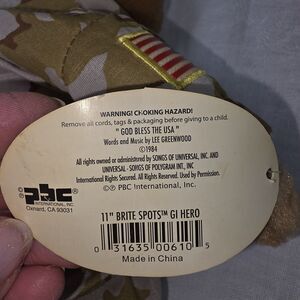 WARNING! CHOKING HAZARD!
Remove all cords, tags & packaging before giving to a child.
" GOD BLESS THE USA "
Words and Music by LEE GREENWOOD
©1984
All rights owned or administered by SONGS OF UNIVERSAL, INC. AND
UNIVERSAL-SONGS OF POLYGRAM INT., INC
International Rights Secured. All Rights Reserved. Used by Permission.
©℗ PBC International, Inc.
pbc
INTERNATIONAL INC
Oxnard, CA 93031
11" BRITE SPOTS™ GI HERO
0 31635 00610 5
Made in China